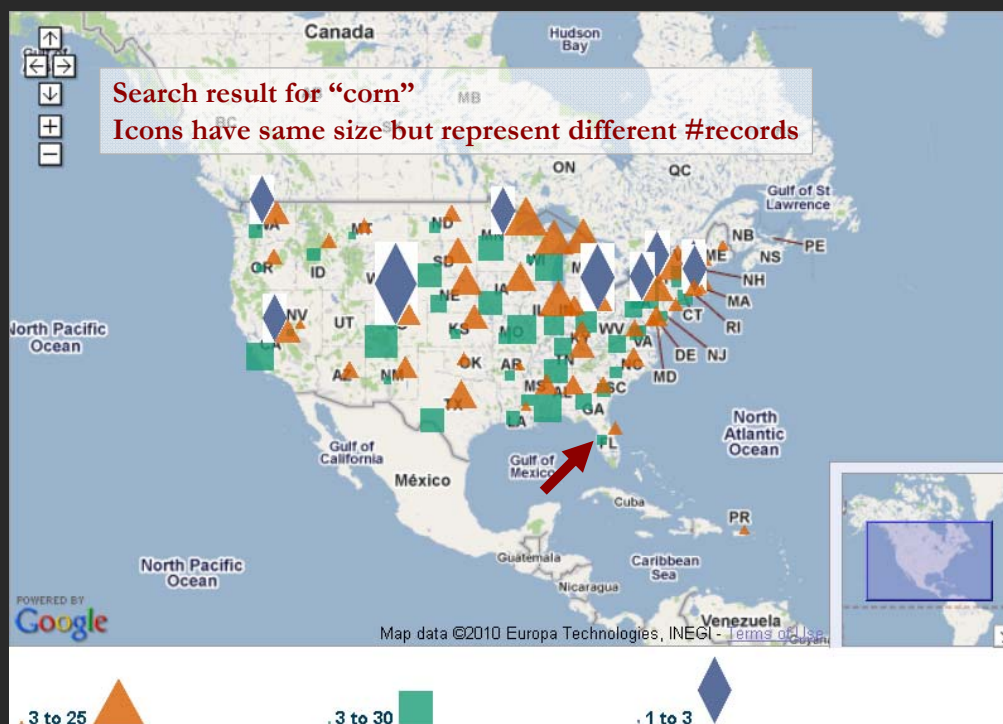 Canada
Hudson
Bay
Search result for “corn”
Icons have same size but represent different #records
MB
BC
ON
QC
Gulf of St
Lawrence
NB
PE
ME
NS
NH
MA
RI
CT
NJ
DE
MD
WA
MT
ND
MN
OR
ID
SD
WI
NE
IA
IL
IN
NV
UT
CA
KS
MO
KY
WV
VA
AZ
NM
OK
AR
TN
NC
MS
AL
SC
GA
TX
LA
FL
North Pacific
Ocean
Gulf of
California
México
Gulf of
Mexico
North
Atlantic
Ocean
Cuba
PR
North Pacific
Ocean
Guatemala
Caribbean
Sea
Nicaragua
Venezuela
POWERED BY
Google
Map data ©2010 Europa Technologies, INEGI - Terms of Use
3 to 25
3 to 30
1 to 3